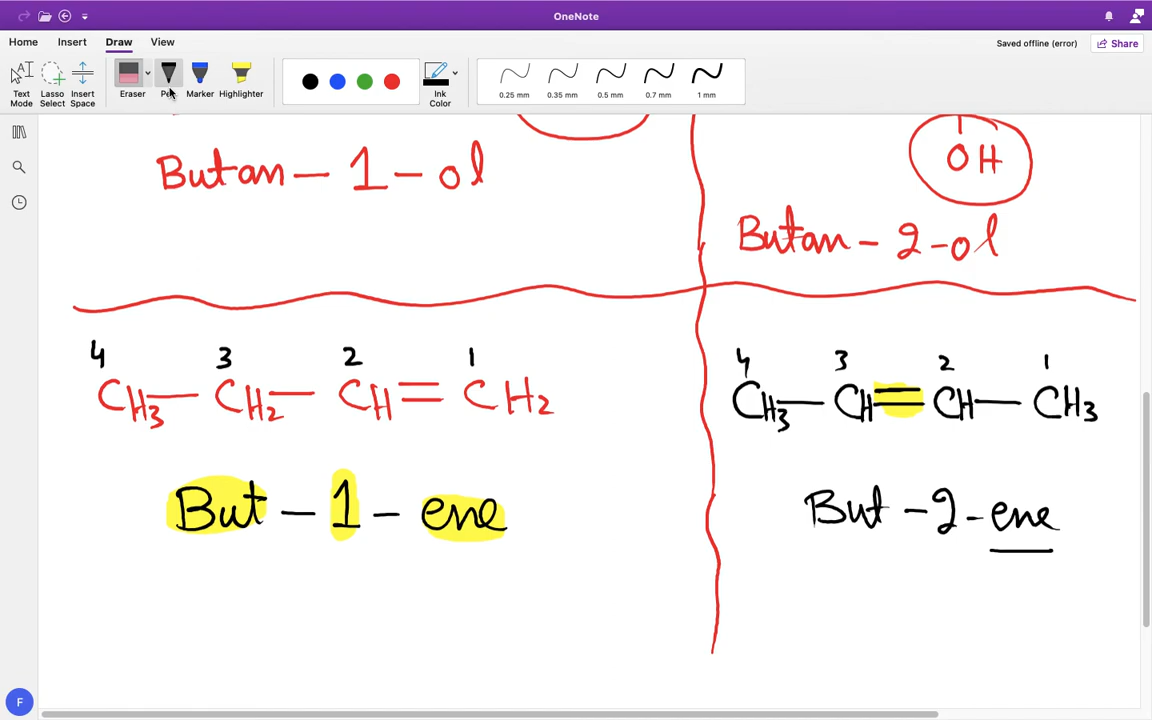 OneNote
Home Insert Draw View
Saved offline (error) Share
Text Mode
Lasso Select
Insert Space
Eraser
Pen
Marker
Highlighter
Ink Color
0.25 mm 0.35 mm 0.5 mm 0.7 mm 1 mm
Butan - 1 - ol
OH
Butan - 2 - ol
4 3 2 1
CH3 — CH2 — CH = CH2
But - 1 - ene
4 3 2 1
CH3 — CH = CH — CH3
But - 2 - ene
F